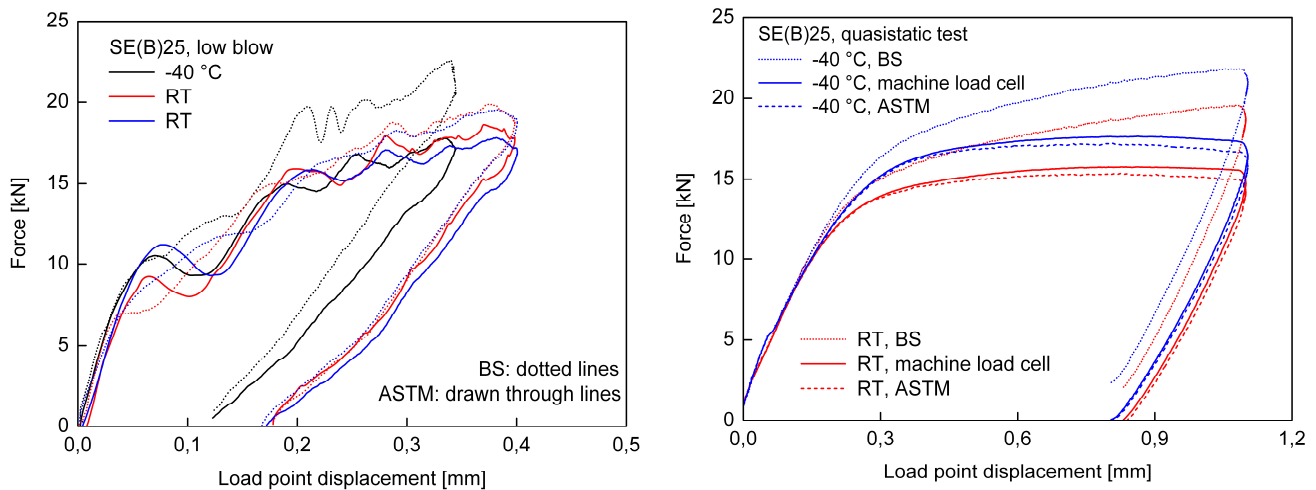 25
20
15
10
5
0
Force [kN]
SE(B)25, low blow
-40 °C
RT
RT
BS: dotted lines
ASTM: drawn through lines
0,0
0,1
0,2
0,3
0,4
0,5
Load point displacement [mm]
25
20
15
10
5
0
Force [kN]
SE(B)25, quasistatic test
-40 °C, BS
-40 °C, machine load cell
-40 °C, ASTM
RT, BS
RT, machine load cell
RT, ASTM
0,0
0,3
0,6
0,9
1,2
Load point displacement [mm]